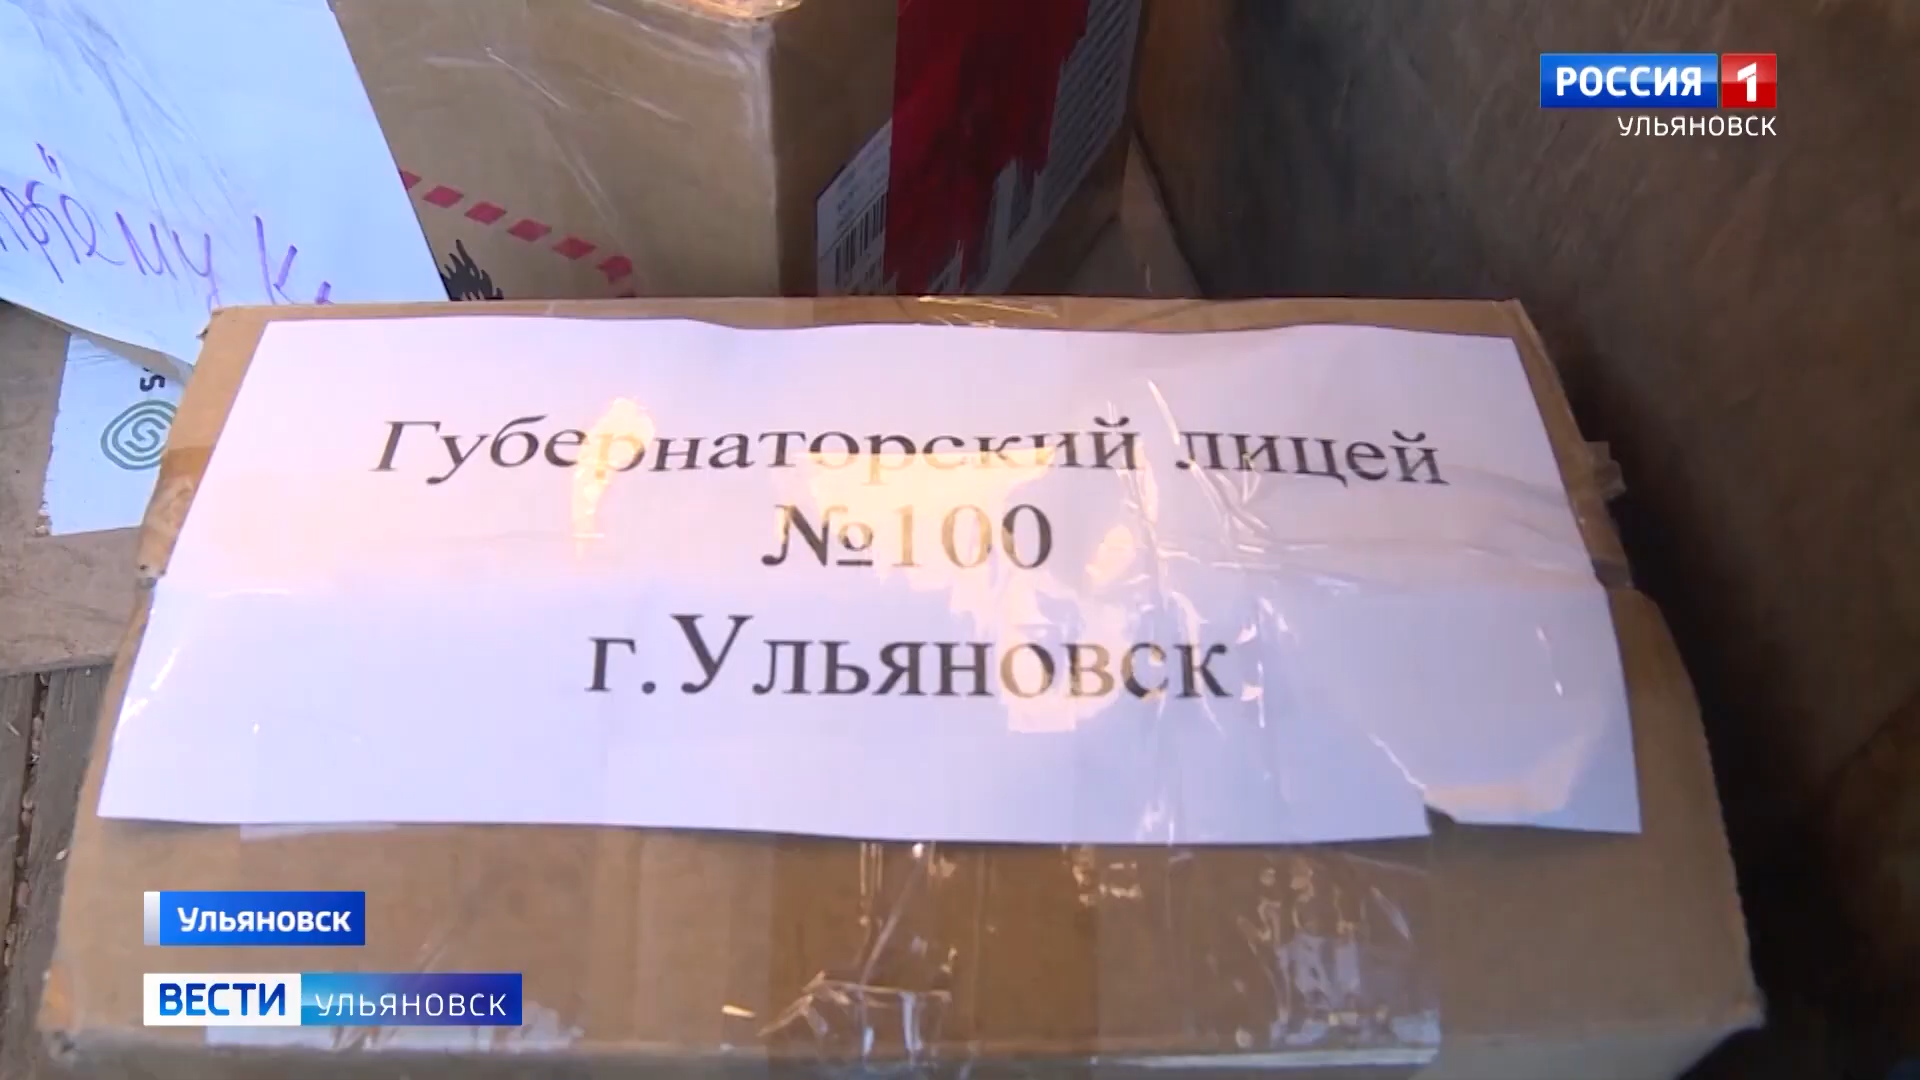 РОССИЯ 1
УЛЬЯНОВСК
Губернаторский лицей
№100
г.Ульяновск
Ульяновск
ВЕСТИ УЛЬЯНОВСК